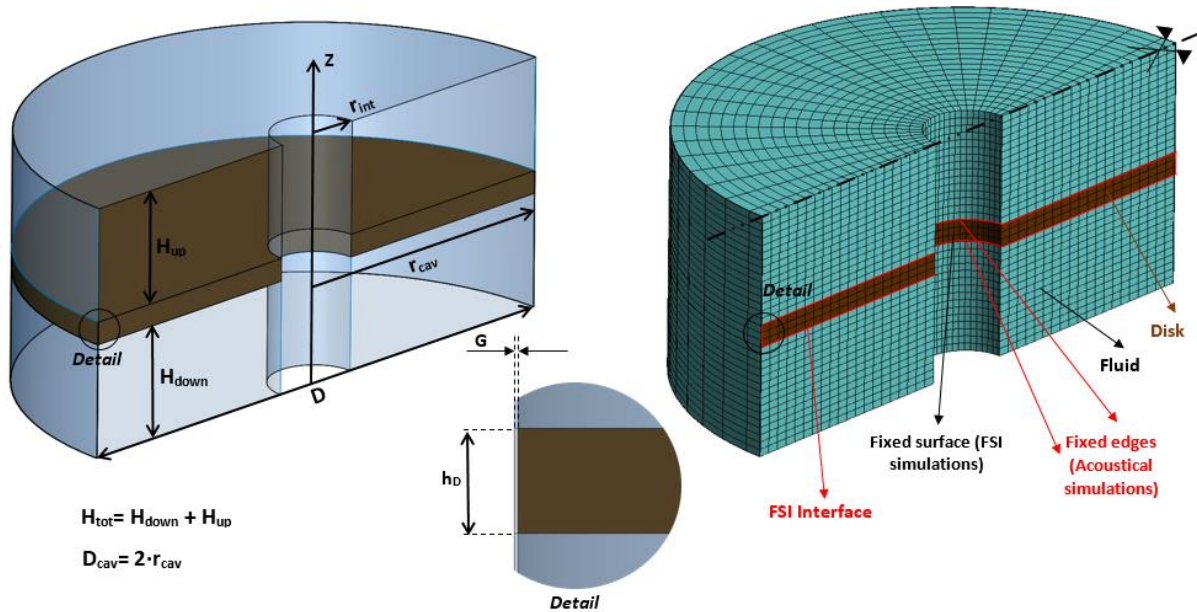 Z
r_int
H_up
r_cav
Detail
H_down
D
G
h_D
Detail
H_tot= H_down + H_up
D_cav= 2·r_cav
Detail
Disk
Fluid
Fixed surface (FSI
simulations)
Fixed edges
(Acoustical
simulations)
FSI Interface